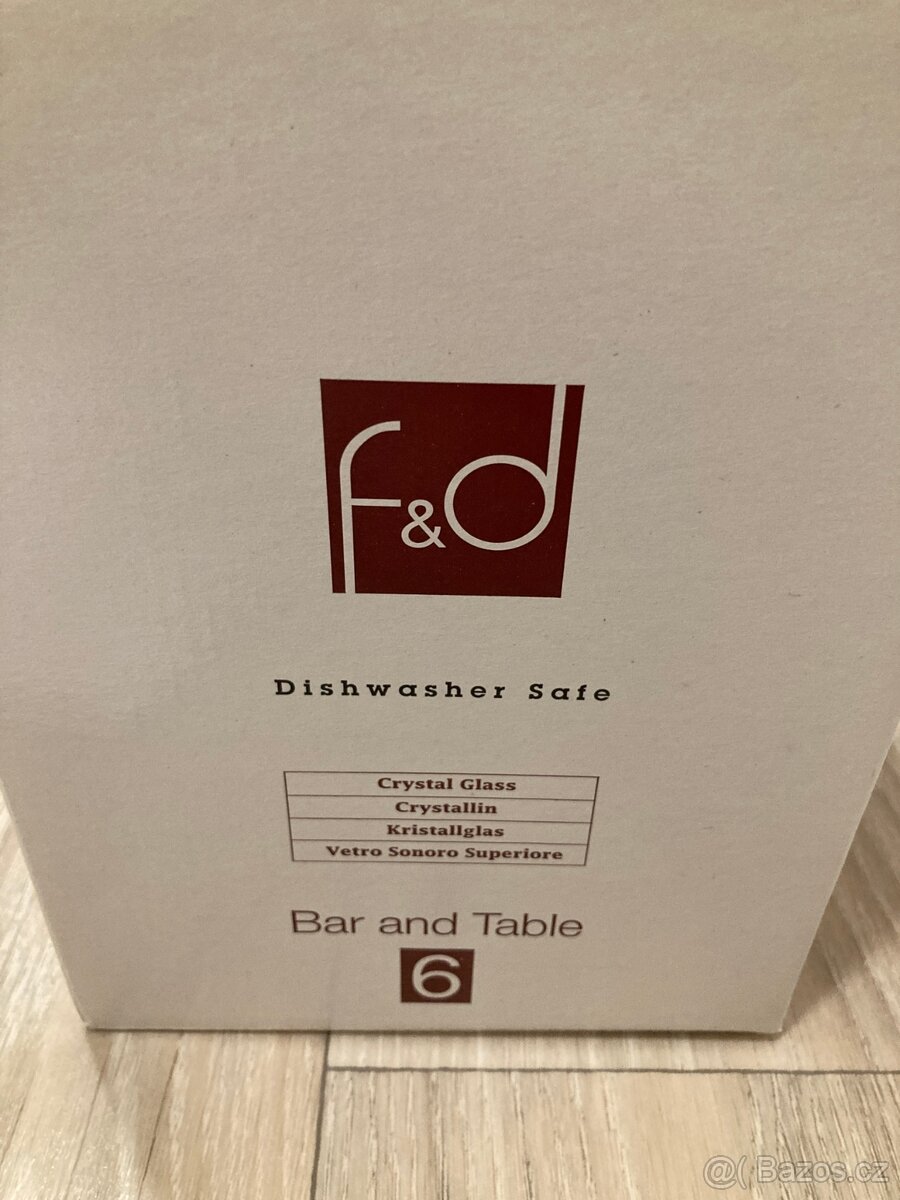 f&d
Dishwasher Safe
Crystal Glass
Crystallin
Kristallglas
Vetro Sonoro Superiore
Bar and Table
6
@( Bazos.cz